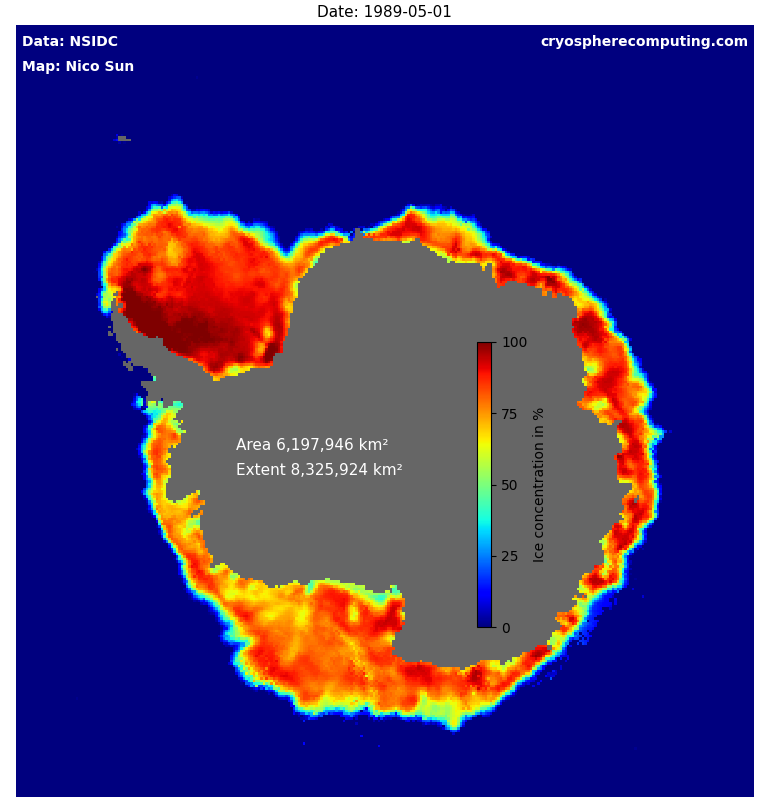 Date: 1989-05-01
Data: NSIDC
cryospherecomputing.com
Map: Nico Sun
100
75
50
25
0
Ice concentration in %
Area 6,197,946 km²
Extent 8,325,924 km²